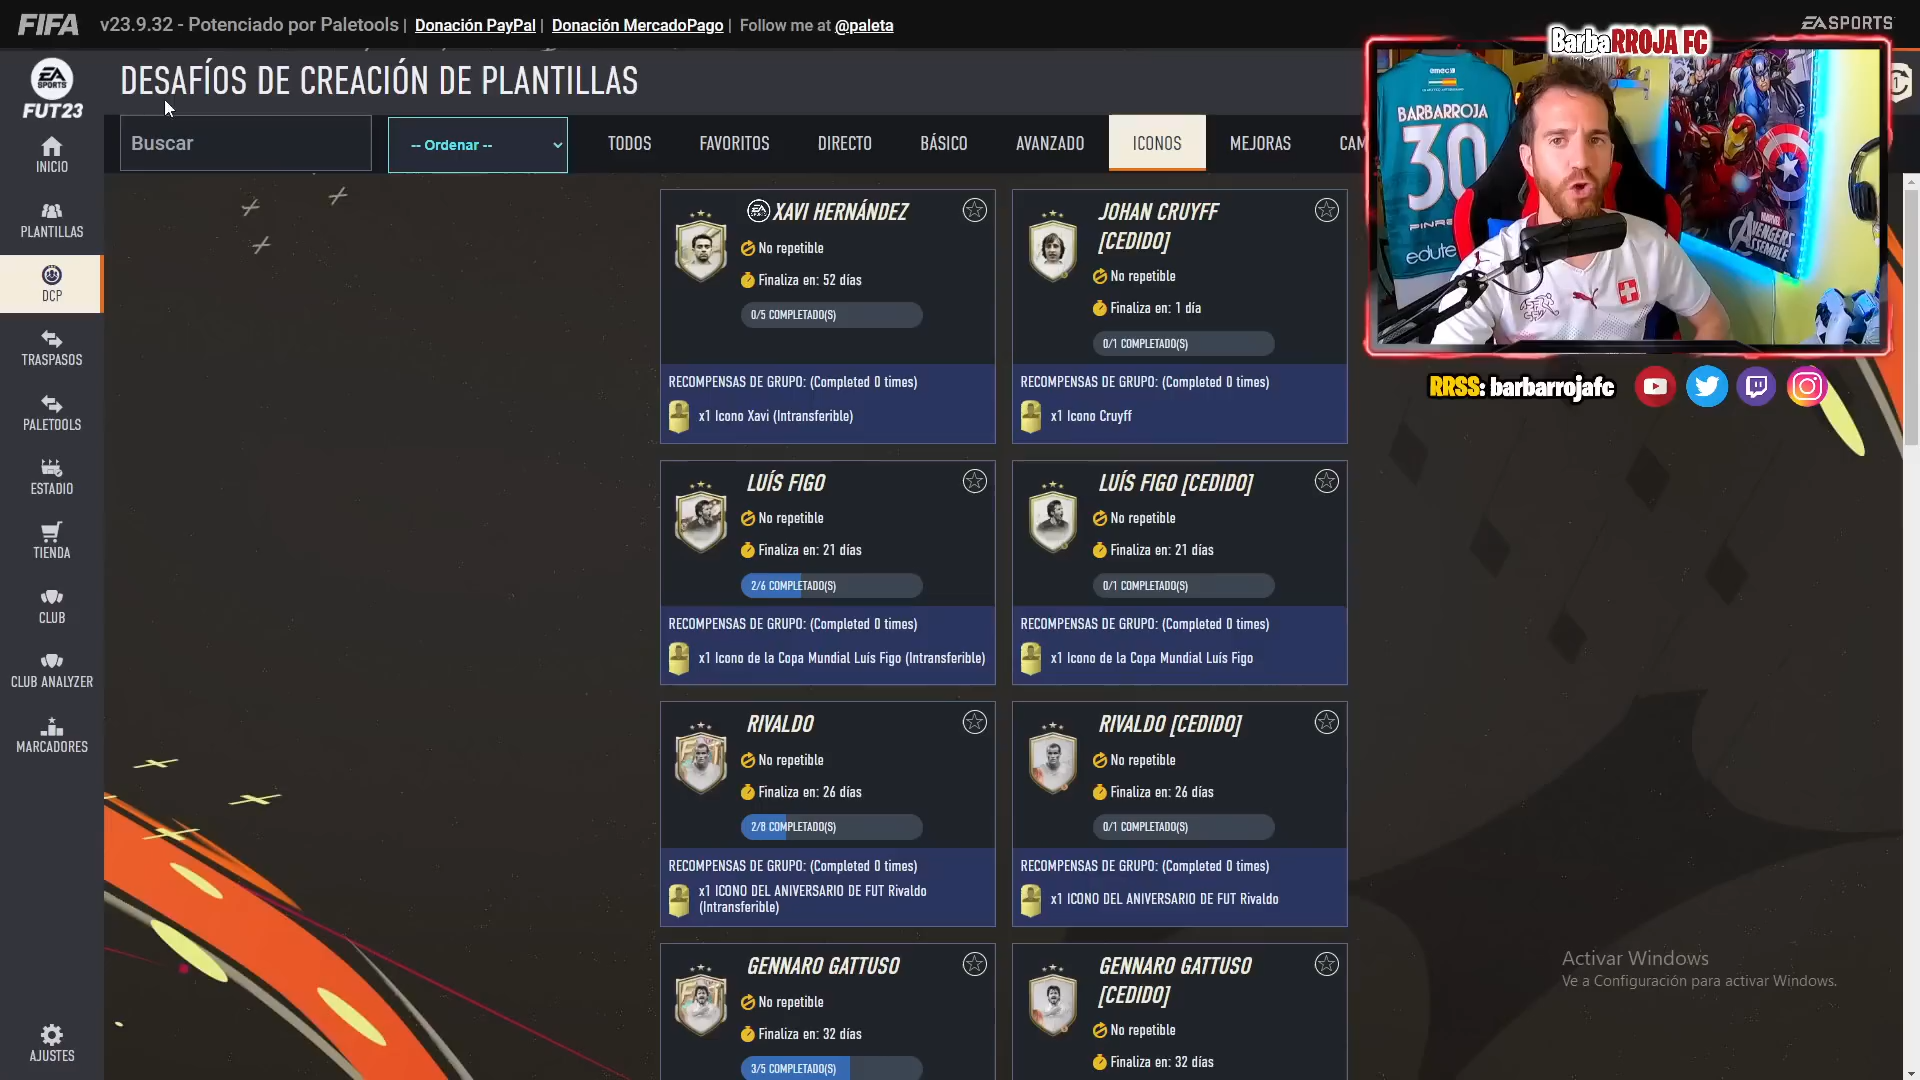 FIFA
v23.9.32 - Potenciado por Paletools | Donación PayPal | Donación MercadoPago | Follow me at @paleta
EA SPORTS
EA SPORTS
FUT23
DESAFÍOS DE CREACIÓN DE PLANTILLAS
Buscar
-- Ordenar --
TODOS
FAVORITOS
DIRECTO
BÁSICO
AVANZADO
ICONOS
MEJORAS
CAM
INICIO
PLANTILLAS
DCP
TRASPASOS
PALETOOLS
ESTADIO
TIENDA
CLUB
CLUB ANALYZER
MARCADORES
AJUSTES
XAVI HERNÁNDEZ
No repetible
Finaliza en: 52 días
0/5 COMPLETADO(S)
RECOMPENSAS DE GRUPO: (Completed 0 times)
x1 Icono Xavi (Intransferible)
JOHAN CRUYFF
[CEDIDO]
No repetible
Finaliza en: 1 día
0/1 COMPLETADO(S)
RECOMPENSAS DE GRUPO: (Completed 0 times)
x1 Icono Cruyff
LUÍS FIGO
No repetible
Finaliza en: 21 días
2/6 COMPLETADO(S)
RECOMPENSAS DE GRUPO: (Completed 0 times)
x1 Icono de la Copa Mundial Luís Figo (Intransferible)
LUÍS FIGO [CEDIDO]
No repetible
Finaliza en: 21 días
0/1 COMPLETADO(S)
RECOMPENSAS DE GRUPO: (Completed 0 times)
x1 Icono de la Copa Mundial Luís Figo
RIVALDO
No repetible
Finaliza en: 26 días
2/8 COMPLETADO(S)
RECOMPENSAS DE GRUPO: (Completed 0 times)
x1 ICONO DEL ANIVERSARIO DE FUT Rivaldo
(Intransferible)
RIVALDO [CEDIDO]
No repetible
Finaliza en: 26 días
0/1 COMPLETADO(S)
RECOMPENSAS DE GRUPO: (Completed 0 times)
x1 ICONO DEL ANIVERSARIO DE FUT Rivaldo
GENNARO GATTUSO
No repetible
Finaliza en: 32 días
3/5 COMPLETADO(S)
GENNARO GATTUSO
[CEDIDO]
No repetible
Finaliza en: 32 días
BarbaRROJA FC
BARBARROJA
30
MARVEL
AVENGERS
ASSEMBLE
RRSS: barbarrojafc
Activar Windows
Ve a Configuración para activar Windows.